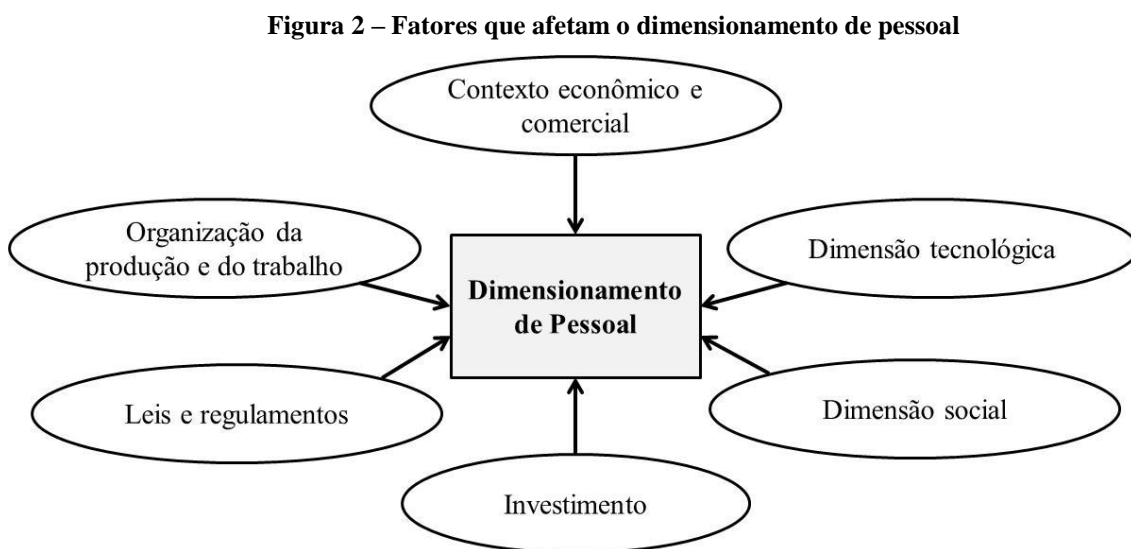 Figura 2 – Fatores que afetam o dimensionamento de pessoal
Contexto econômico e
comercial
Organização da
produção e do trabalho
Dimensão tecnológica
Dimensionamento
de Pessoal
Leis e regulamentos
Dimensão social
Investimento